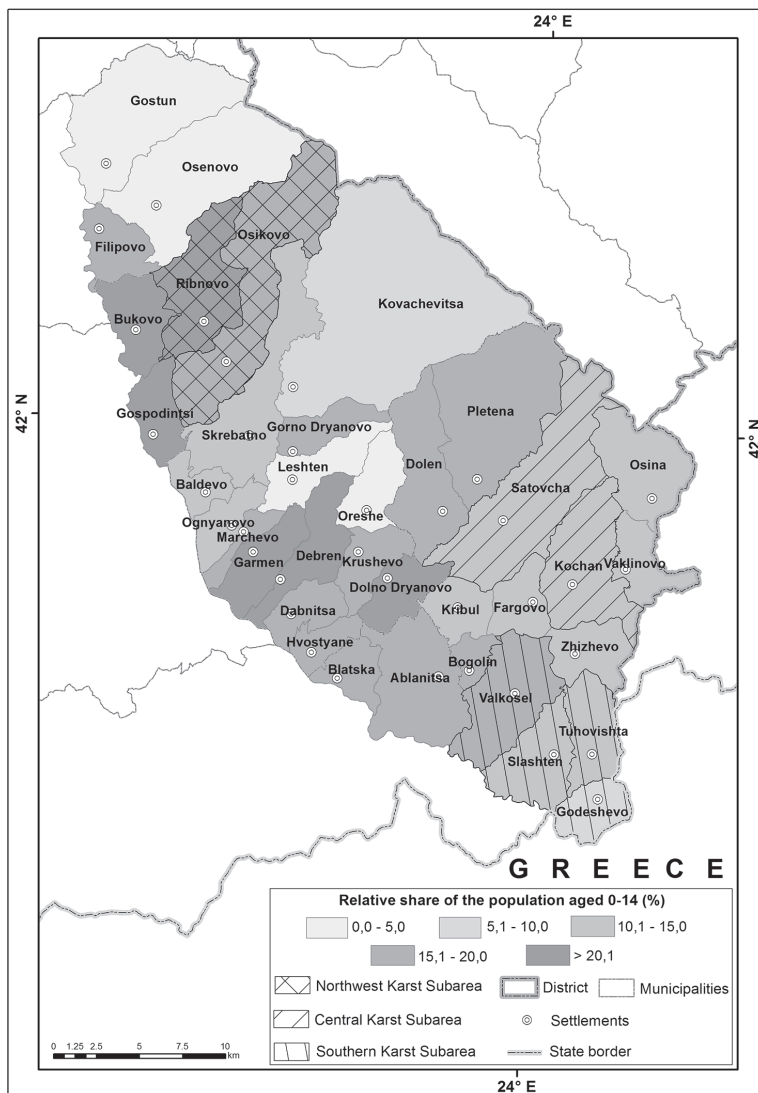 24° E
Gostun
Osenovo
Filipovo
Osikovo
Ribnovo
Bukovo
Kovachevitsa
Gospodintsi
42° N
42° N
Skrebatno
Gorno Dryanovo
Pletena
Leshten
Dolen
Osina
Baldevo
Satovcha
Oreshe
Ognyanovo
Marchevo
Garmen
Debren
Krushevo
Kochan
Vaklinovo
Dolno Dryanovo
Dabnitsa
Kribul
Fargovo
Hvostyane
Zhizhevo
Blatska
Ablanitsa
Bogolin
Valkosel
Tuhovishta
Slashten
Godeshevo
G R E E C E
Relative share of the population aged 0-14 (%)
0,0 - 5,0
5,1 - 10,0
10,1 - 15,0
15,1 - 20,0
> 20,1
Northwest Karst Subarea
District
Municipalities
Central Karst Subarea
Settlements
Southern Karst Subarea
State border
0 1.25 2.5 5 7.5 10
km
24° E